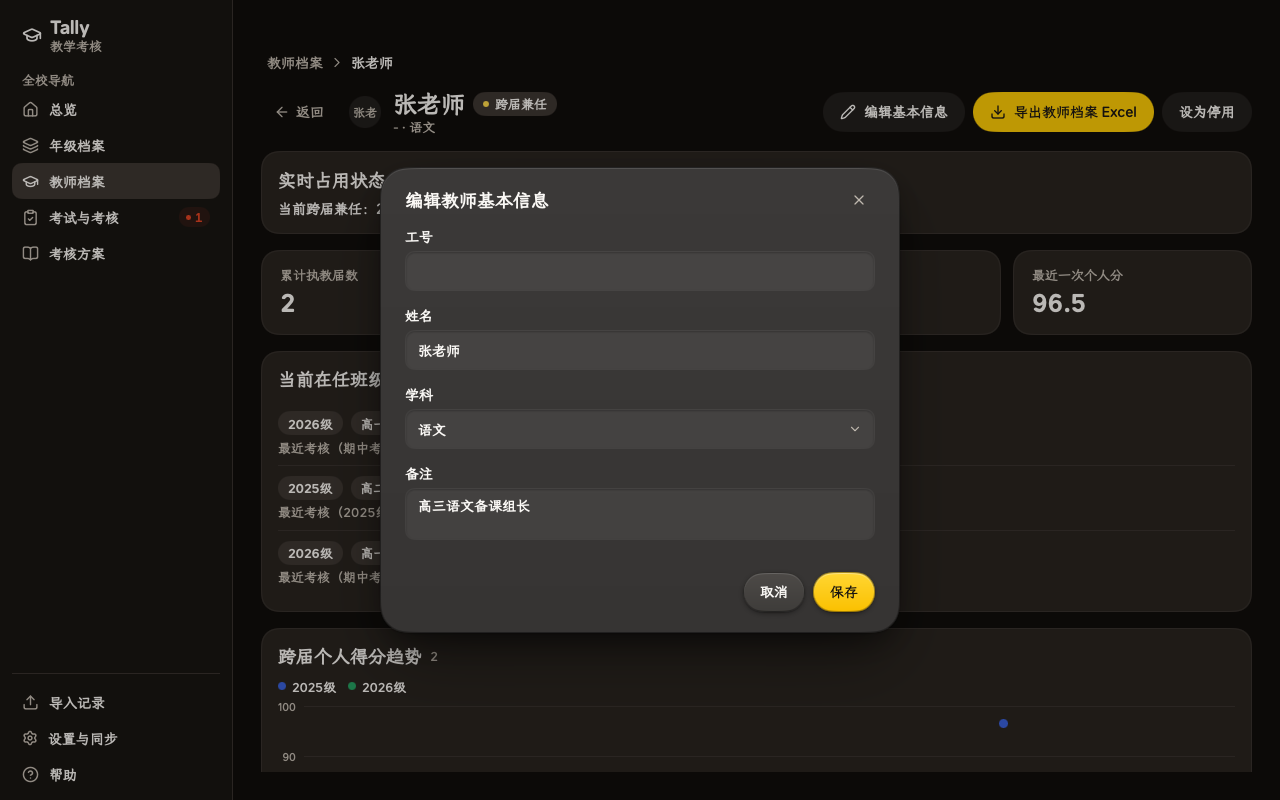 Tally
教学考核
全校导航
总览
年级档案
教师档案
考试与考核
1
考核方案
导入记录
设置与同步
帮助
教师档案 > 张老师
返回
张老
张老师
跨届兼任
- · 语文
编辑基本信息
导出教师档案 Excel
设为停用
实时占用状态
当前跨届兼任：2
累计执教届数
2
最近一次个人分
96.5
当前在任班级
2026级
高一
最近考核（期中考
2025级
高二
最近考核（2025级
2026级
高一
最近考核（期中考
编辑教师基本信息
工号
姓名
张老师
学科
语文
备注
高三语文备课组长
取消
保存
跨届个人得分趋势 2
2025级
2026级
100
90